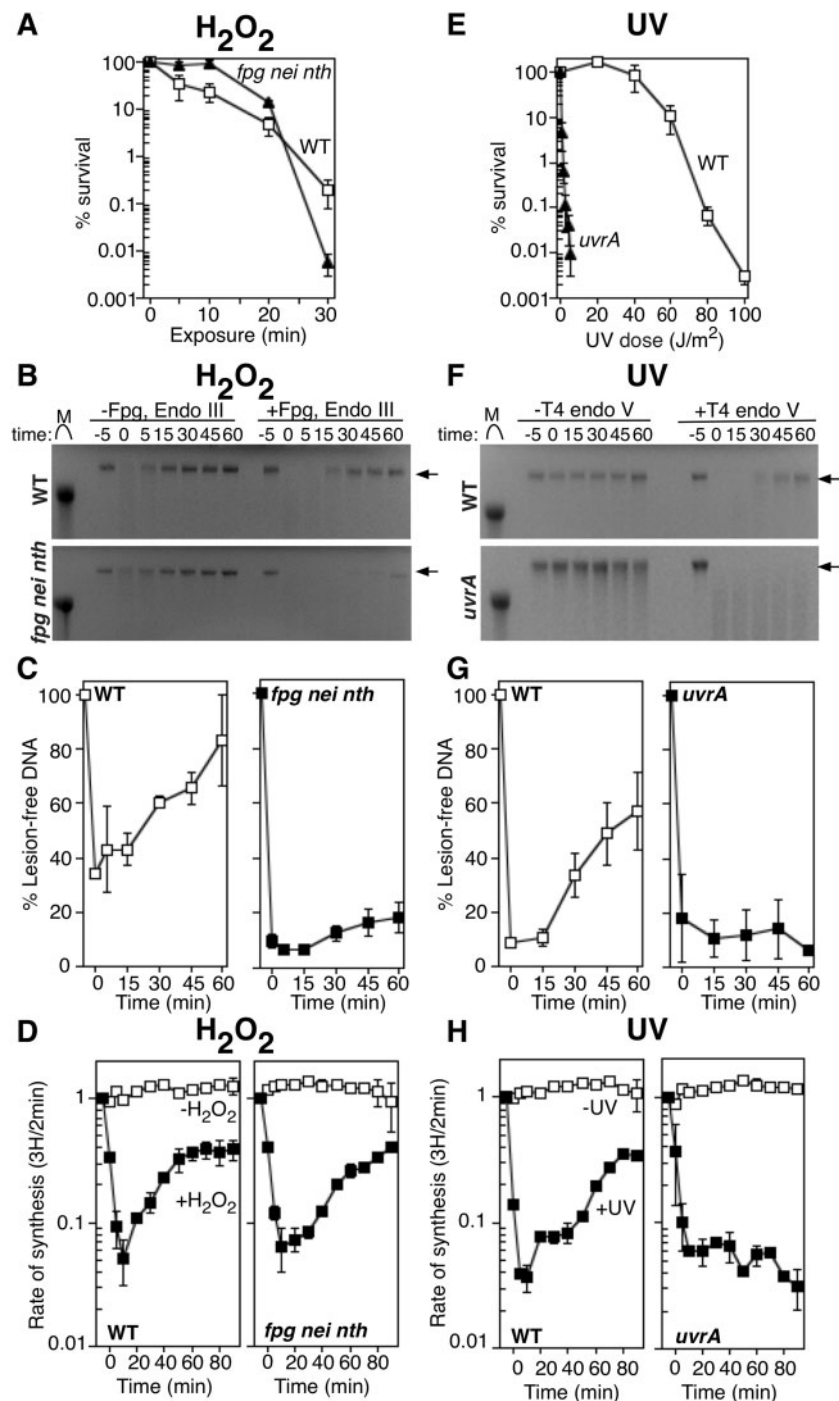 A
H2O2
100
10
1
0.1
0.01
0.001
% survival
fpg nei nth
WT
0
10
20
30
Exposure (min)
B
H2O2
M
-Fpg, Endo III
+Fpg, Endo III
time:
-5 0 5 15 30 45 60
-5 0 5 15 30 45 60
WT
fpg nei nth
C
WT
fpg nei nth
100
80
60
40
20
0
% Lesion-free DNA
0 15 30 45 60
Time (min)
0 15 30 45 60
Time (min)
D
H2O2
1
0.1
0.01
Rate of synthesis (3H/2min)
-H2O2
+H2O2
WT
fpg nei nth
0 20 40 60 80
Time (min)
0 20 40 60 80
Time (min)
E
UV
100
10
1
0.1
0.01
0.001
% survival
WT
uvrA
0 20 40 60 80 100
UV dose (J/m2)
F
UV
M
-T4 endo V
+T4 endo V
time:
-5 0 15 30 45 60
-5 0 15 30 45 60
WT
uvrA
G
WT
uvrA
100
80
60
40
20
0
% Lesion-free DNA
0 15 30 45 60
Time (min)
0 15 30 45 60
Time (min)
H
UV
1
0.1
0.01
Rate of synthesis (3H/2min)
-UV
+UV
WT
uvrA
0 20 40 60 80
Time (min)
0 20 40 60 80
Time (min)